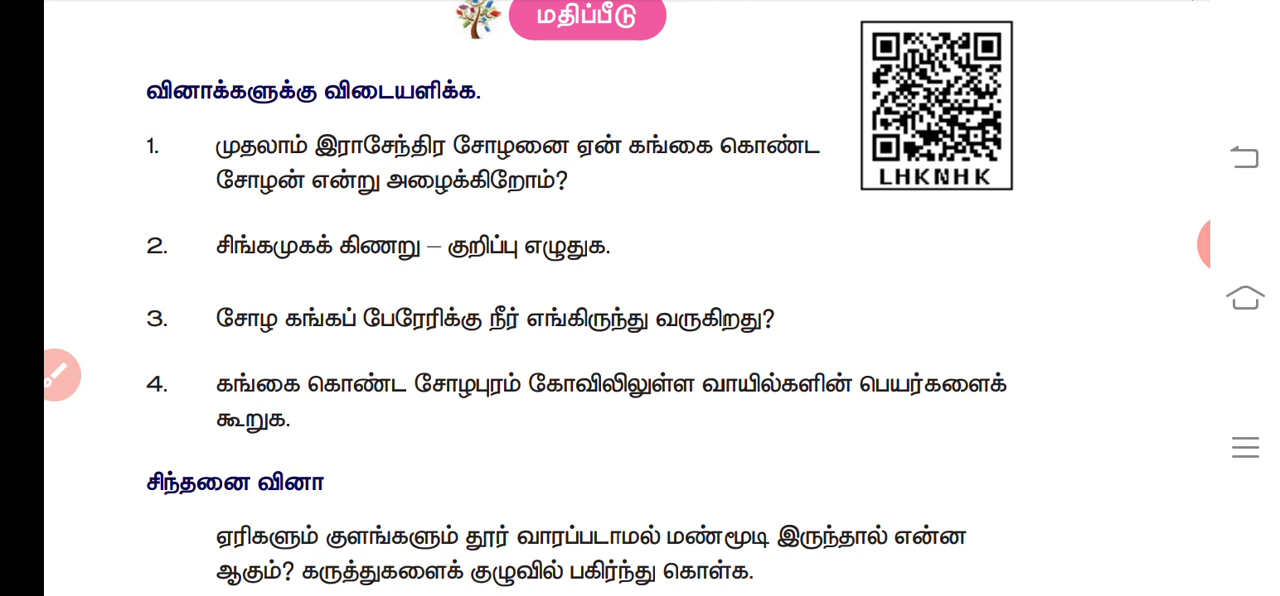 மதிப்பீடு
வினாக்களுக்கு விடையளிக்க.
1. முதலாம் இராசேந்திர சோழனை ஏன் கங்கை கொண்ட
சோழன் என்று அழைக்கிறோம்?
LHKNHK
2. சிங்கமுகக் கிணறு – குறிப்பு எழுதுக.
3. சோழ கங்கப் பேரேரிக்கு நீர் எங்கிருந்து வருகிறது?
4. கங்கை கொண்ட சோழபுரம் கோவிலிலுள்ள வாயில்களின் பெயர்களைக்
கூறுக.
சிந்தனை வினா
ஏரிகளும் குளங்களும் தூர் வாரப்படாமல் மண்மூடி இருந்தால் என்ன
ஆகும்? கருத்துகளைக் குழுவில் பகிர்ந்து கொள்க.